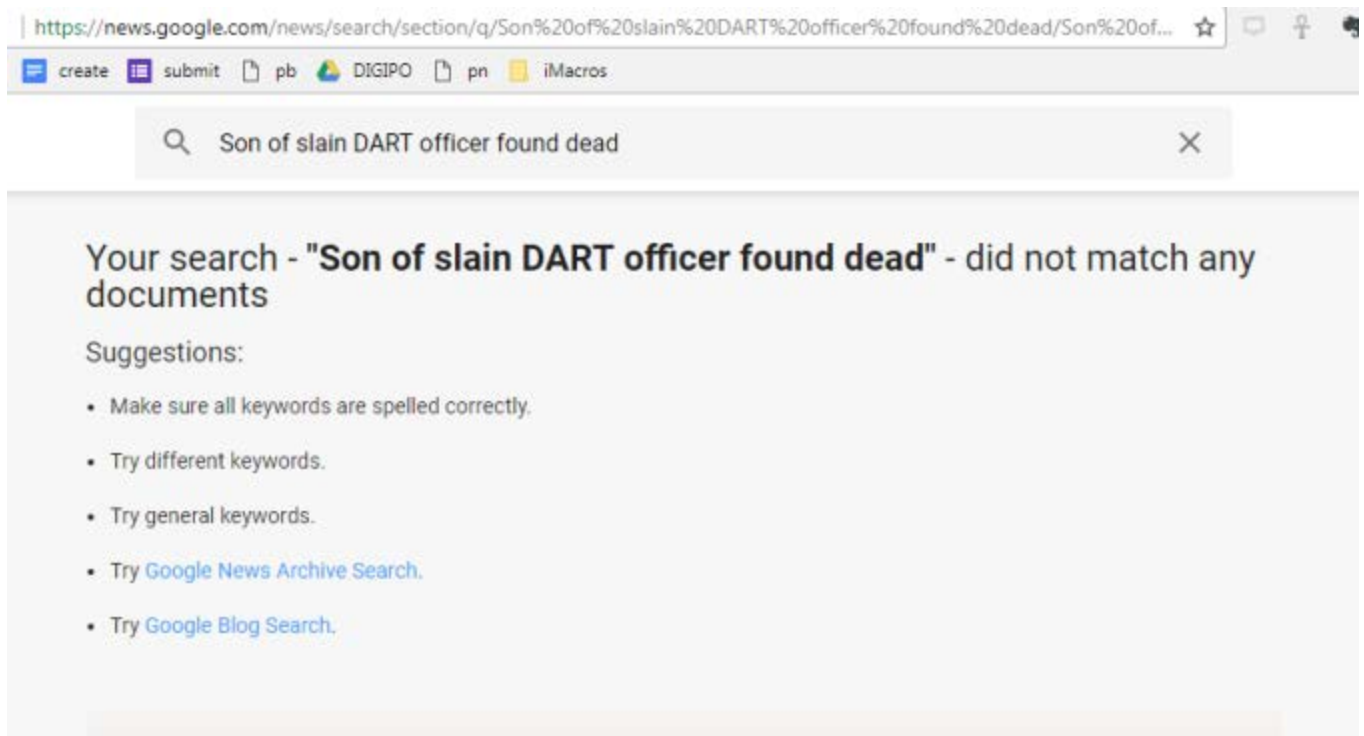 https://news.google.com/news/search/section/q/Son%20of%20slain%20DART%20officer%20found%20dead/Son%20of...
create submit pb DIGIPO pn iMacros
Son of slain DART officer found dead
Your search - "Son of slain DART officer found dead" - did not match any
documents
Suggestions:
• Make sure all keywords are spelled correctly.
• Try different keywords.
• Try general keywords.
• Try Google News Archive Search.
• Try Google Blog Search.